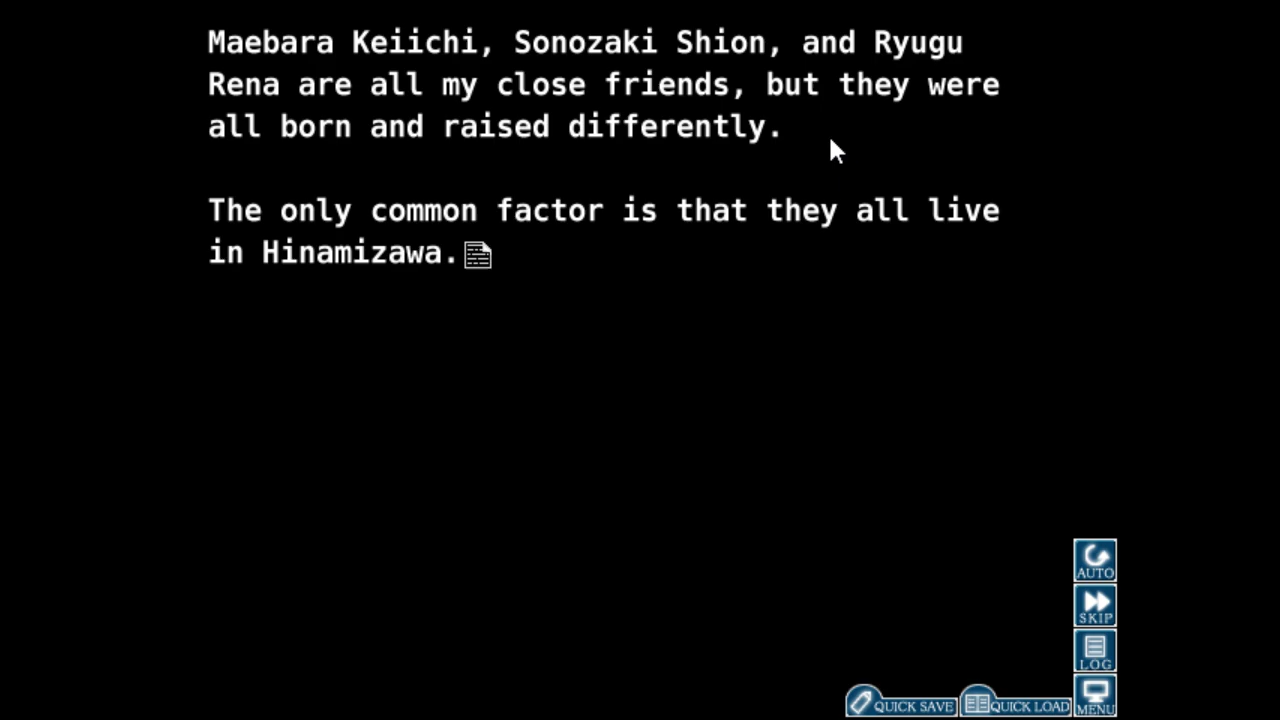 Maebara Keiichi, Sonozaki Shion, and Ryugu
Rena are all my close friends, but they were
all born and raised differently.
The only common factor is that they all live
in Hinamizawa.
AUTO
SKIP
LOG
QUICK SAVE
QUICK LOAD
MENU